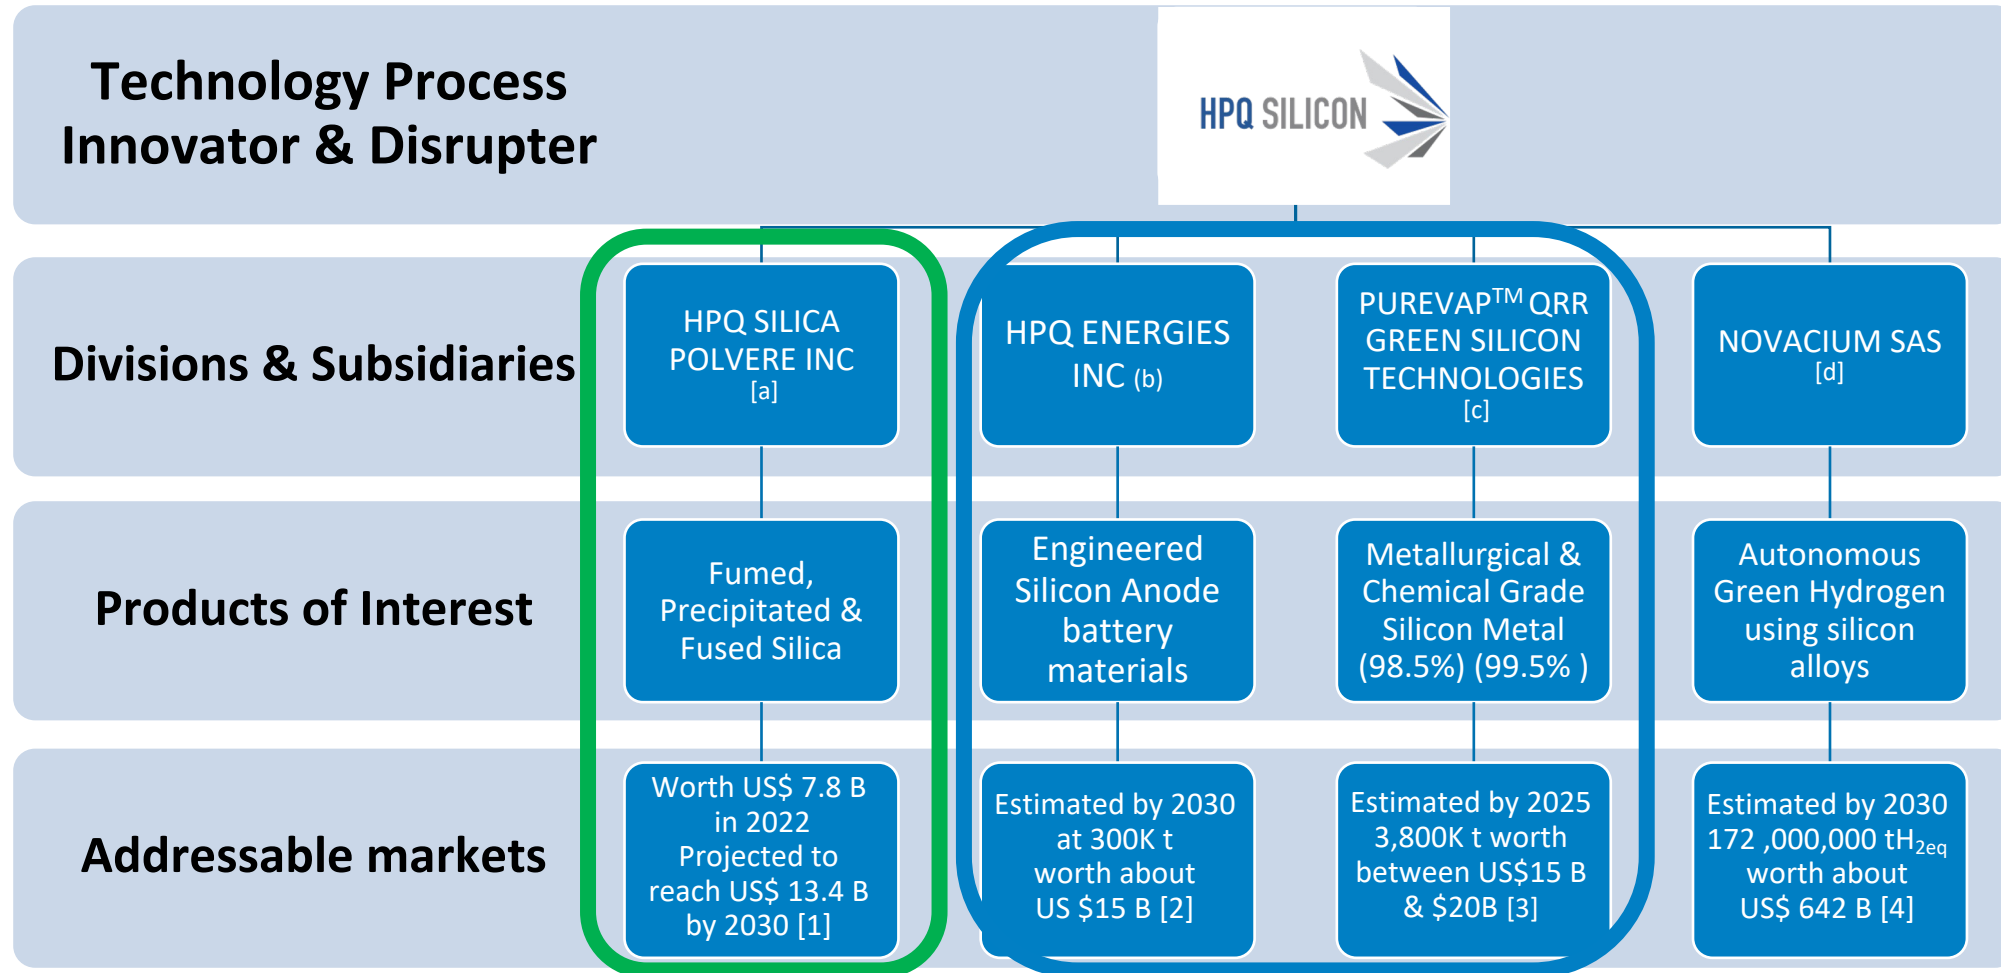 Technology Process
Innovator & Disrupter
HPQ SILICON
Divisions & Subsidiaries
HPQ SILICA
POLVERE INC
[a]
HPQ ENERGIES
INC (b)
PUREVAP™ QRR
GREEN SILICON
TECHNOLOGIES
[c]
NOVACIUM SAS
[d]
Products of Interest
Fumed,
Precipitated &
Fused Silica
Engineered
Silicon Anode
battery
materials
Metallurgical &
Chemical Grade
Silicon Metal
(98.5%) (99.5% )
Autonomous
Green Hydrogen
using silicon
alloys
Addressable markets
Worth US$ 7.8 B
in 2022
Projected to
reach US$ 13.4 B
by 2030 [1]
Estimated by 2030
at 300K t
worth about
US $15 B [2]
Estimated by 2025
3,800K t worth
between US$15 B
& $20B [3]
Estimated by 2030
172 ,000,000 tH₂eq
worth about
US$ 642 B [4]